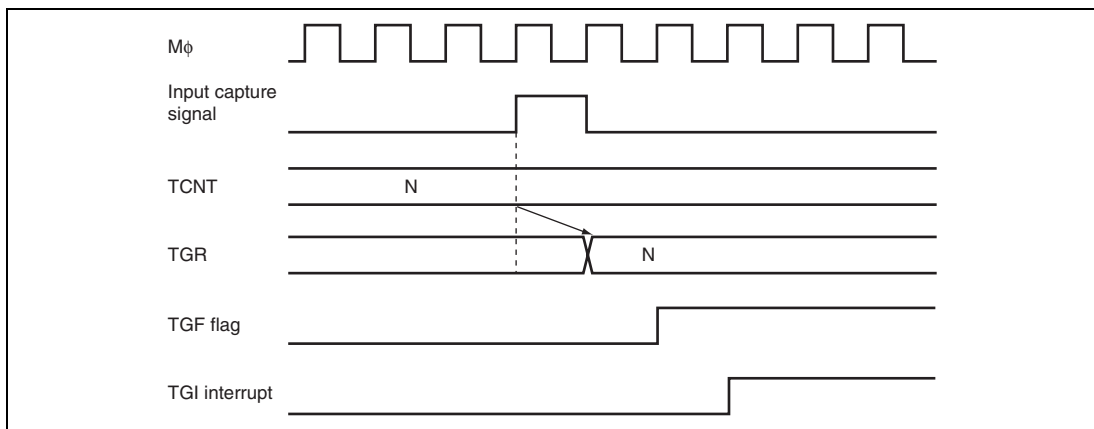 Mϕ
Input capture
signal
TCNT
N
TGR
N
TGF flag
TGI interrupt